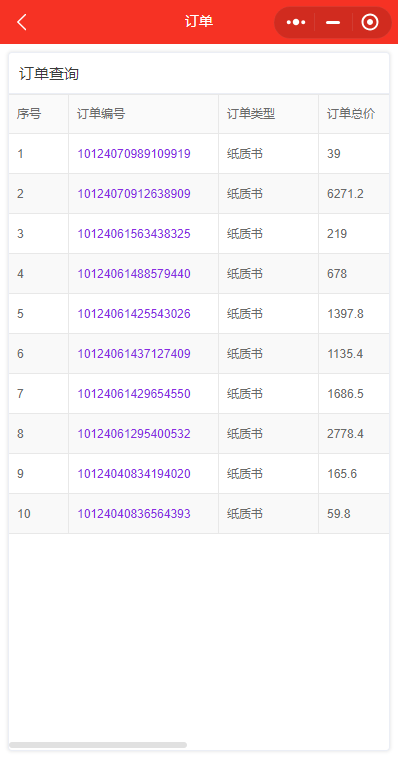 订单
订单查询
序号 订单编号 订单类型 订单总价
1 10124070989109919 纸质书 39
2 10124070912638909 纸质书 6271.2
3 10124061563438325 纸质书 219
4 10124061488579440 纸质书 678
5 10124061425543026 纸质书 1397.8
6 10124061437127409 纸质书 1135.4
7 10124061429654550 纸质书 1686.5
8 10124061295400532 纸质书 2778.4
9 10124040834194020 纸质书 165.6
10 10124040836564393 纸质书 59.8